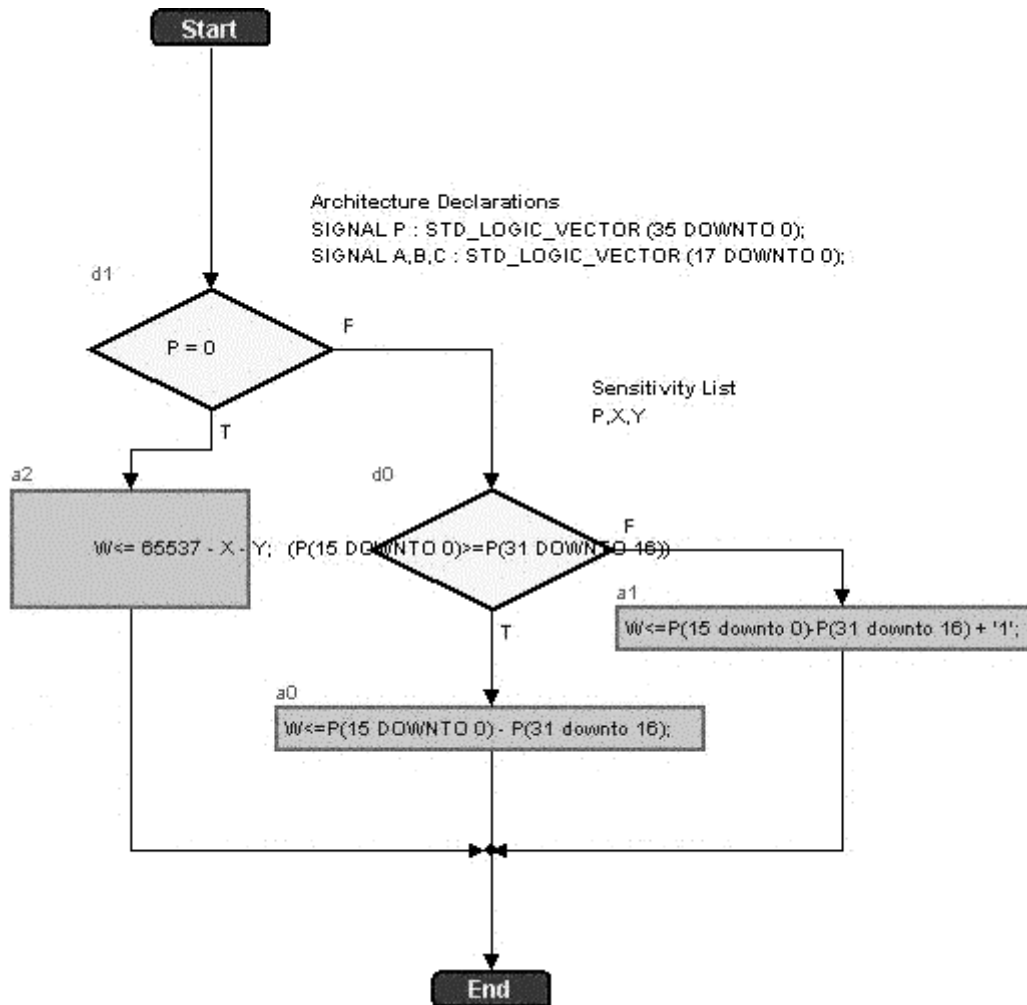 Start
Architecture Declarations
SIGNAL P : STD_LOGIC_VECTOR (35 DOWNTO 0);
SIGNAL A,B,C : STD_LOGIC_VECTOR (17 DOWNTO 0);
d1
P = 0
F
Sensitivity List
P,X,Y
T
a2
d0
W<= 65537 - X - Y;
(P(15 DOWNTO 0)>=P(31 DOWNTO 16))
F
a1
W<=P(15 downto 0)-P(31 downto 16) + '1';
T
a0
W<=P(15 DOWNTO 0) - P(31 downto 16);
End